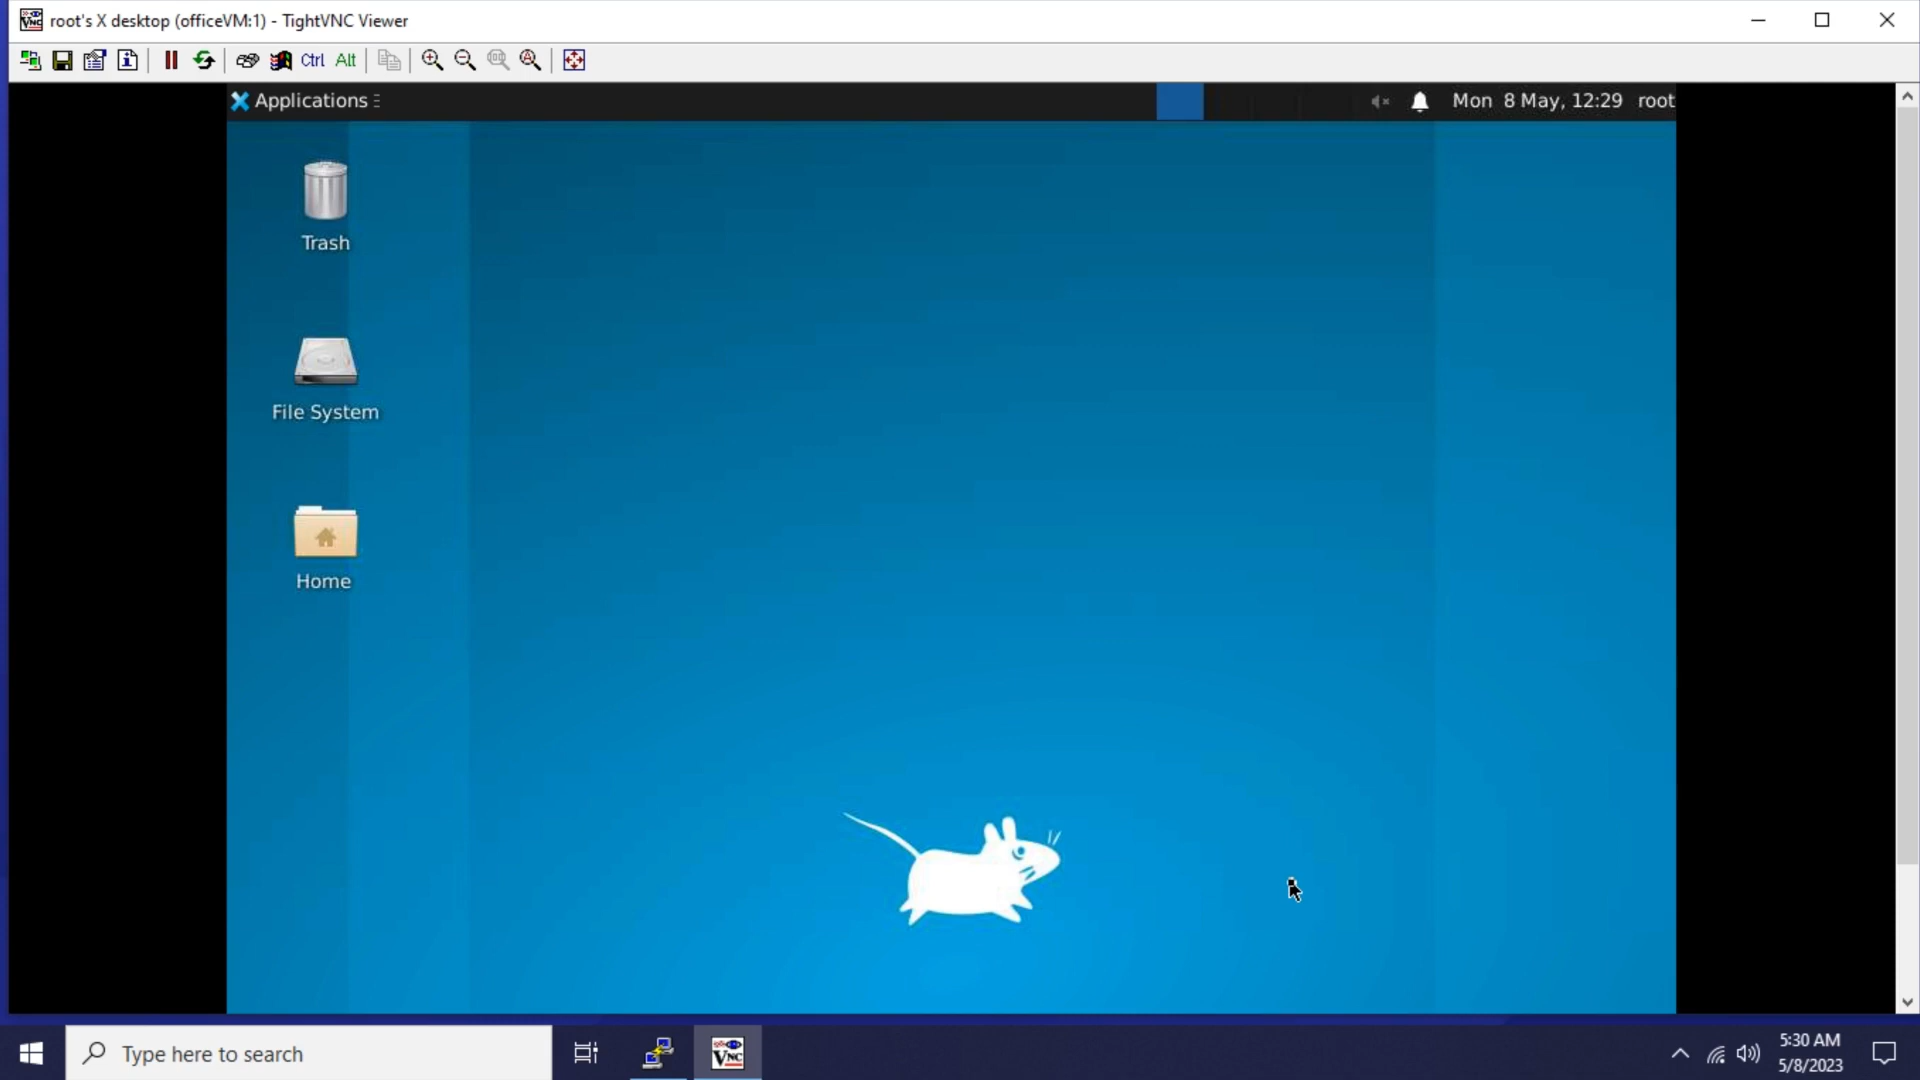 root's X desktop (officeVM:1) - TightVNC Viewer
Ctrl Alt
Applications
Mon 8 May, 12:29 root
Trash
File System
Home
Type here to search
VNC
5:30 AM
5/8/2023